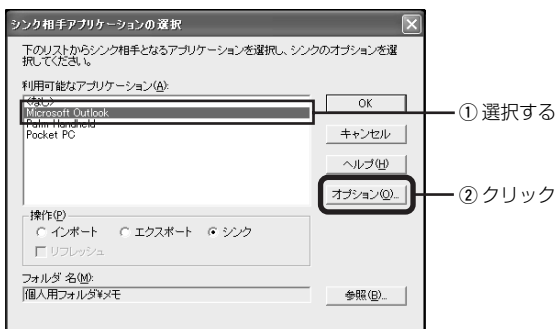 シンク相手アプリケーションの選択
下のリストからシンク相手となるアプリケーションを選択し、シンクのオプションを選
択してください。
利用可能なアプリケーション(A):
<なし>
Microsoft Outlook
Palm Handheld
Pocket PC
OK
キャンセル
ヘルプ(H)
オプション(O)...
①選択する
②クリック
操作(P)
インポート エクスポート シンク
リフレッシュ
フォルダ名(M):
個人用フォルダ¥メモ
参照(B)...